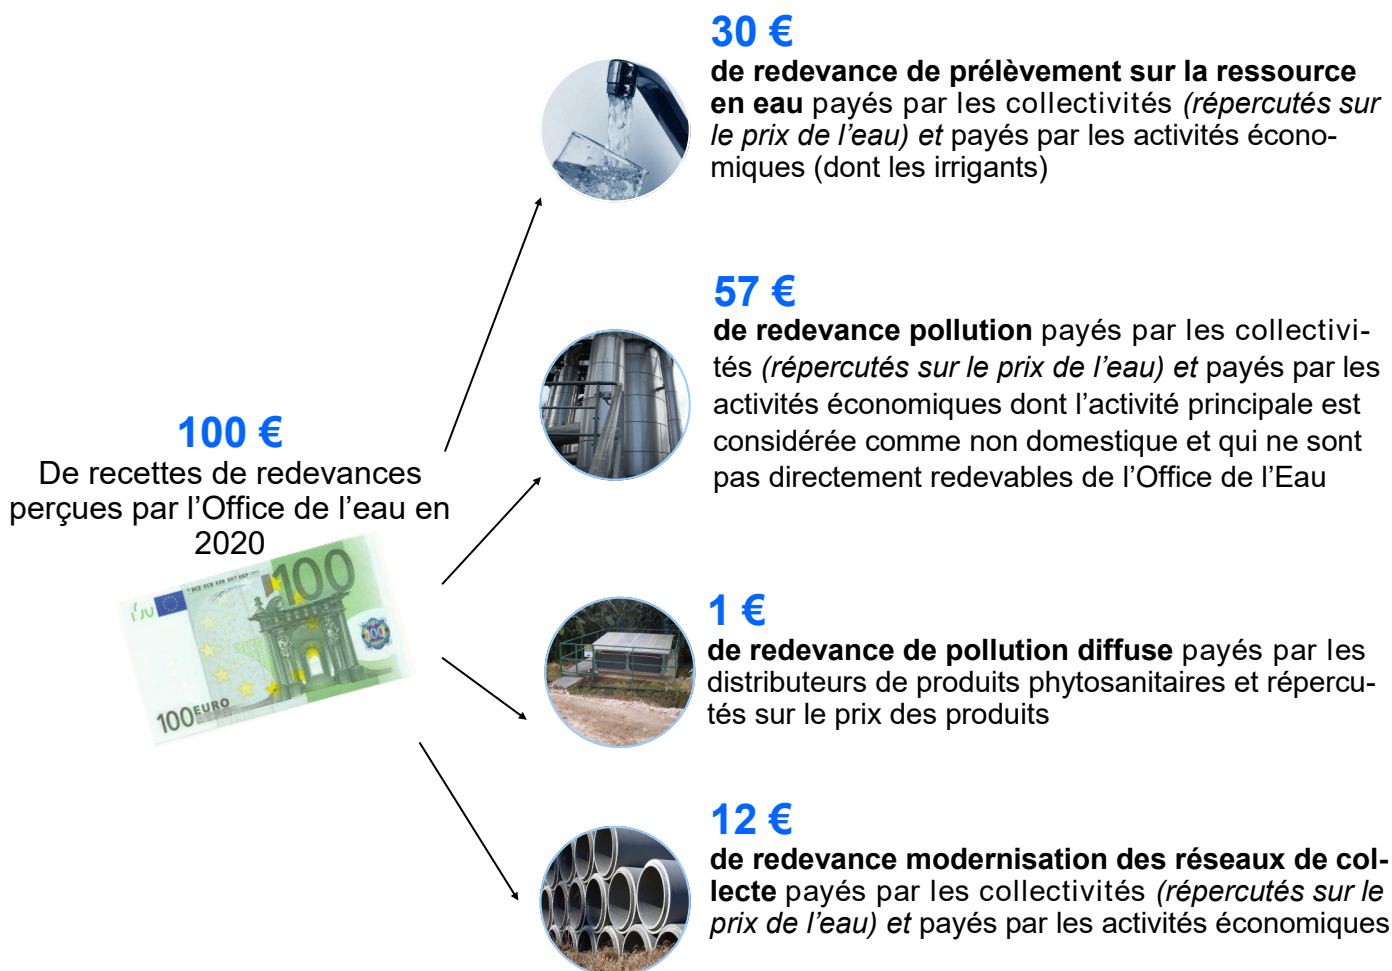 30 €
de redevance de prélèvement sur la ressource
en eau payés par les collectivités (répercutés sur
le prix de l'eau) et payés par les activités écono-
miques (dont les irrigants)
57 €
de redevance pollution payés par les collectivi-
tés (répercutés sur le prix de l'eau) et payés par les
activités économiques dont l'activité principale est
considérée comme non domestique et qui ne sont
pas directement redevables de l'Office de l'Eau
100 €
De recettes de redevances
perçues par l'Office de l'eau en
2020
100
100
100 EURO
1 €
de redevance de pollution diffuse payés par les
distributeurs de produits phytosanitaires et répercu-
tés sur le prix des produits
12 €
de redevance modernisation des réseaux de col-
lecte payés par les collectivités (répercutés sur le
prix de l'eau) et payés par les activités économiques